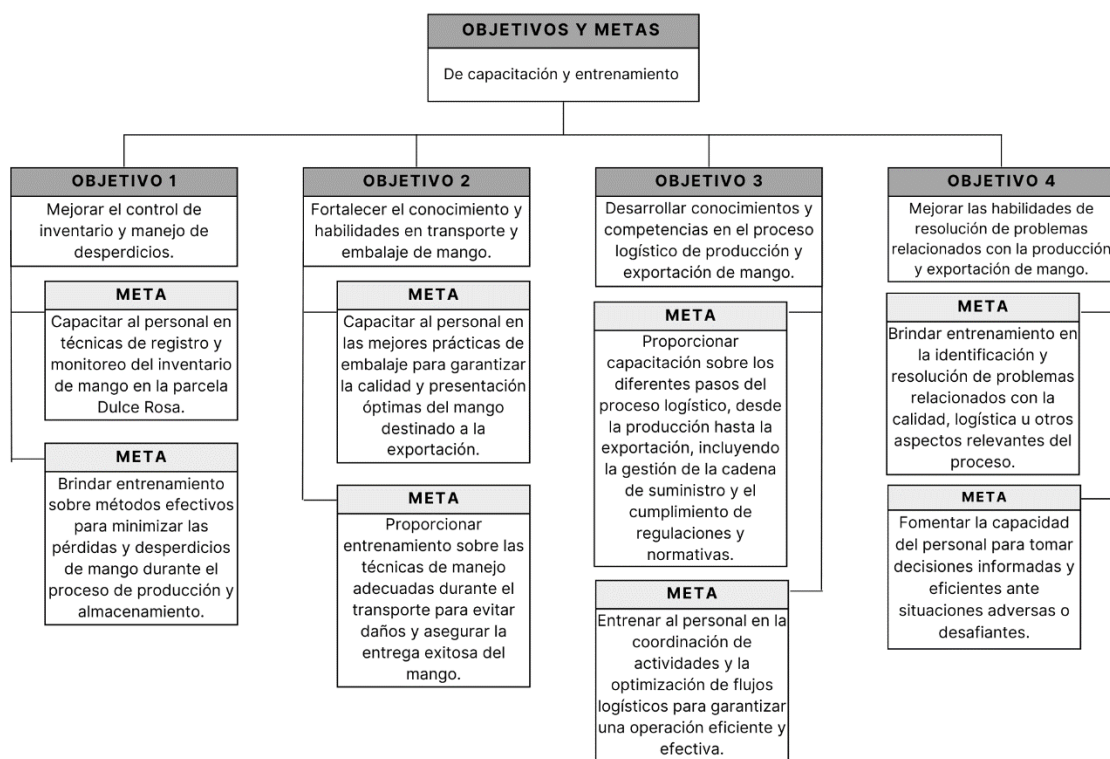 OBJETIVOS Y METAS
De capacitación y entrenamiento
OBJETIVO 1
Mejorar el control de
inventario y manejo de
desperdicios.
META
Capacitar al personal en
técnicas de registro y
monitoreo del inventario
de mango en la parcela
Dulce Rosa.
META
Brindar entrenamiento
sobre métodos efectivos
para minimizar las
pérdidas y desperdicios
de mango durante el
proceso de producción y
almacenamiento.
OBJETIVO 2
Fortalecer el conocimiento y
habilidades en transporte y
embalaje de mango.
META
Capacitar al personal en
las mejores prácticas de
embalaje para garantizar
la calidad y presentación
óptimas del mango
destinado a la
exportación.
META
Proporcionar
entrenamiento sobre las
técnicas de manejo
adecuadas durante el
transporte para evitar
daños y asegurar la
entrega exitosa del
mango.
OBJETIVO 3
Desarrollar conocimientos y
competencias en el proceso
logístico de producción y
exportación de mango.
META
Proporcionar
capacitación sobre los
diferentes pasos del
proceso logístico, desde
la producción hasta la
exportación, incluyendo
la gestión de la cadena
de suministro y el
cumplimiento de
regulaciones y
normativas.
META
Entrenar al personal en la
coordinación de
actividades y la
optimización de flujos
logísticos para garantizar
una operación eficiente y
efectiva.
OBJETIVO 4
Mejorar las habilidades de
resolución de problemas
relacionados con la producción
y exportación de mango.
META
Brindar entrenamiento en
la identificación y
resolución de problemas
relacionados con la
calidad, logística u otros
aspectos relevantes del
proceso.
META
Fomentar la capacidad
del personal para tomar
decisiones informadas y
eficientes ante
situaciones adversas o
desafiantes.